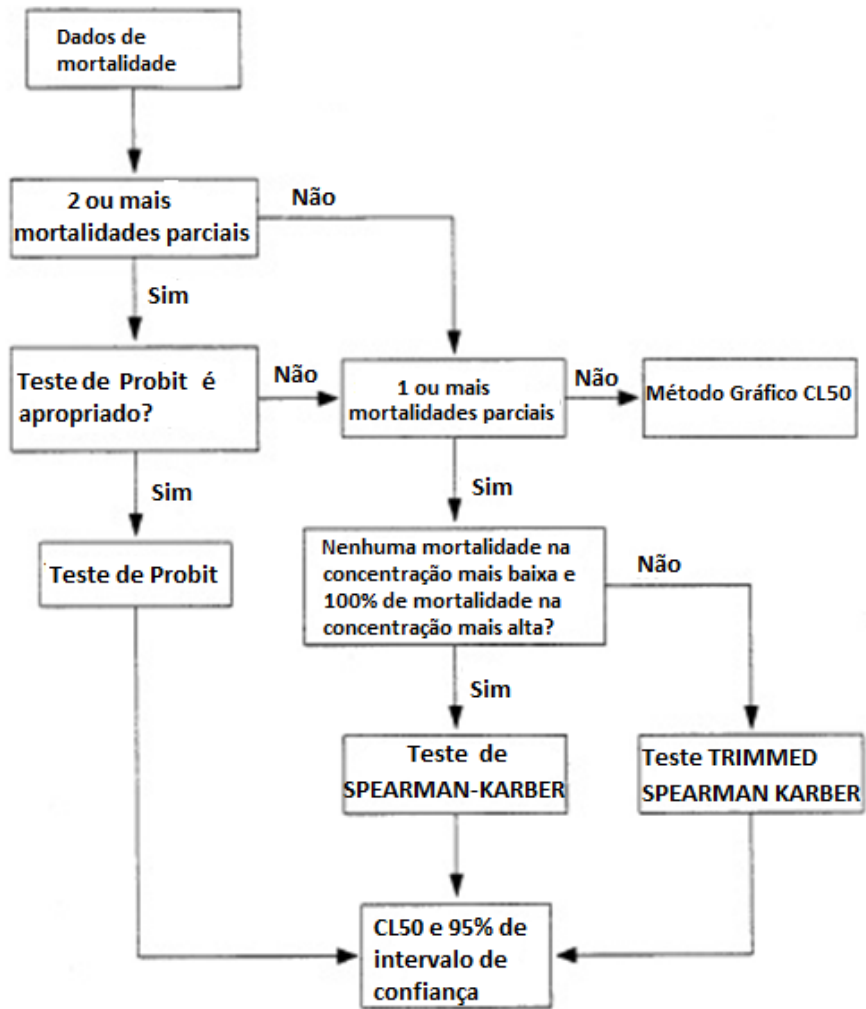 Dados de
mortalidade
2 ou mais
mortalidades parciais
Não
Sim
Teste de Probit é
apropriado?
Não
1 ou mais
mortalidades parciais
Não
Método Gráfico CL50
Sim
Sim
Teste de Probit
Nenhuma mortalidade na
concentração mais baixa e
100% de mortalidade na
concentração mais alta?
Não
Sim
Teste de
SPEARMAN-KARBER
Teste TRIMMED
SPEARMAN KARBER
CL50 e 95% de
intervalo de
confiança